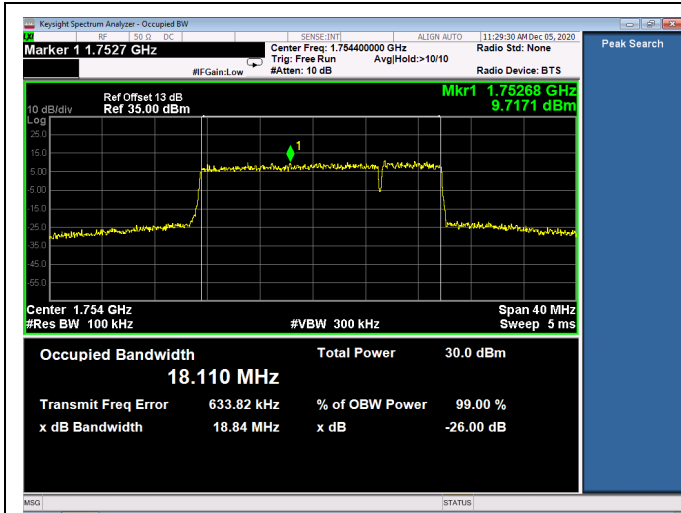 Keysight Spectrum Analyzer - Occupied BW
RF 50 Ω DC SENSE:INT ALIGN AUTO 11:29:30 AM Dec 05, 2020
Marker 1 1.7527 GHz
Center Freq: 1.754400000 GHz Radio Std: None
Trig: Free Run Avg|Hold:>10/10
#IFGain:Low #Atten: 10 dB Radio Device: BTS
Peak Search
Ref Offset 13 dB Mkr1 1.75268 GHz
10 dB/div Ref 35.00 dBm 9.7171 dBm
Log
25.0
15.0
1
5.00
-5.00
-15.0
-25.0
-35.0
-45.0
-55.0
Center 1.754 GHz Span 40 MHz
#Res BW 100 kHz #VBW 300 kHz Sweep 5 ms
Occupied Bandwidth Total Power 30.0 dBm
18.110 MHz
Transmit Freq Error 633.82 kHz % of OBW Power 99.00 %
x dB Bandwidth 18.84 MHz x dB -26.00 dB
MSG STATUS